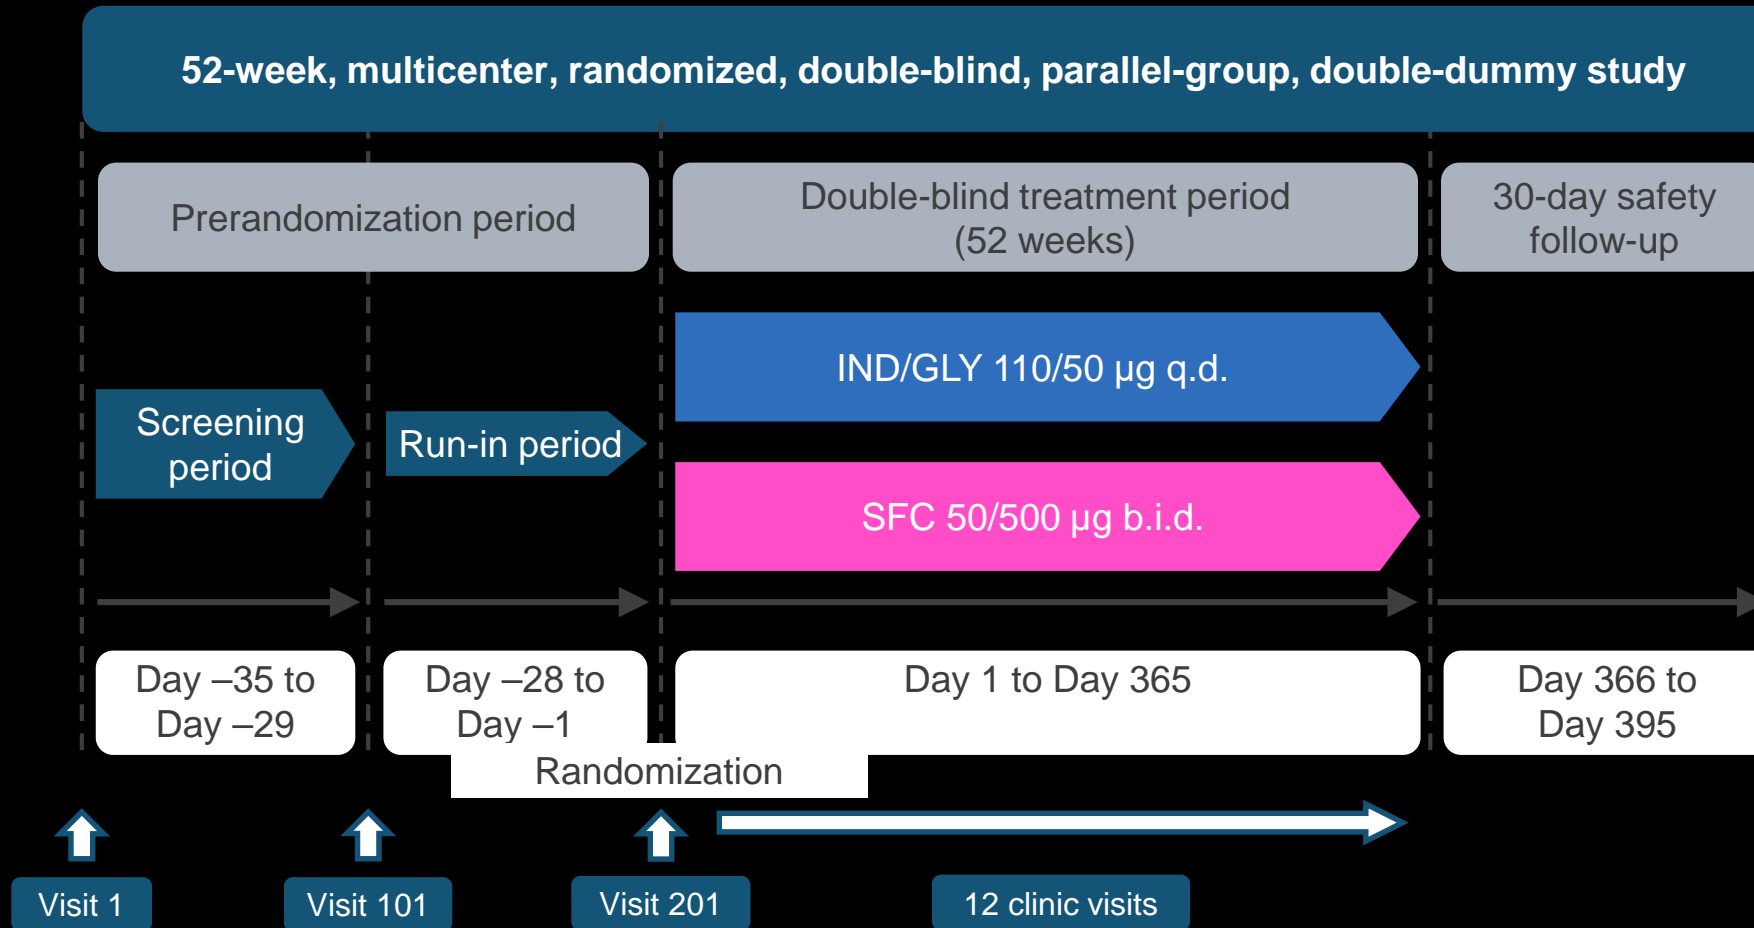 52-week, multicenter, randomized, double-blind, parallel-group, double-dummy study
Prerandomization period
Double-blind treatment period
(52 weeks)
30-day safety
follow-up
IND/GLY 110/50 µg q.d.
Screening
period
Run-in period
SFC 50/500 µg b.i.d.
Day –35 to
Day –29
Day –28 to
Day –1
Day 1 to Day 365
Day 366 to
Day 395
Randomization
Visit 1
Visit 101
Visit 201
12 clinic visits